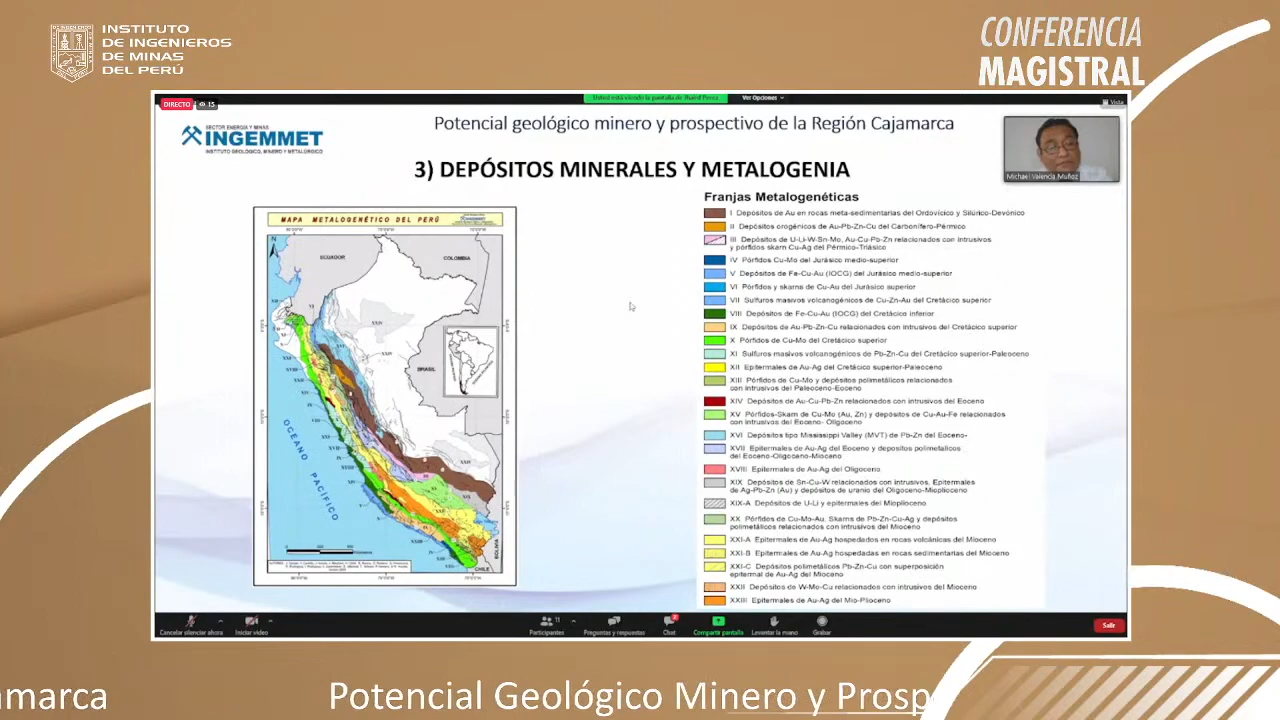 INSTITUTO
DE INGENIEROS
DE MINAS
DEL PERÚ
CONFERENCIA
MAGISTRAL
DIRECTO
15
Ver Opciones
Vista
SECTOR ENERGÍA Y MINAS
INGEMMET
INSTITUTO GEOLÓGICO, MINERO Y METALÚRGICO
Potencial geológico minero y prospectivo de la Región Cajamarca
Michael Valencia Muñoz
3) DEPÓSITOS MINERALES Y METALOGENIA
MAPA METALOGENÉTICO DEL PERÚ
N
ECUADOR
COLOMBIA
BRASIL
OCÉANO PACÍFICO
BOLIVIA
CHILE
Franjas Metalogenéticas
I Depósitos de Au en rocas meta-sedimentarias del Ordovícico y Silúrico-Devónico
II Depósitos orogénicos de Au-Pb-Zn-Cu del Carbonífero-Pérmico
III Depósitos de U-Li-W-Sn-Mo, Au-Cu-Pb-Zn relacionados con intrusivos
y pórfidos skarn Cu-Ag del Pérmico-Triásico
IV Pórfidos Cu-Mo del Jurásico medio-superior
V Depósitos de Fe-Cu-Au (IOCG) del Jurásico medio-superior
VI Pórfidos y skarns de Cu-Au del Jurásico superior
VII Sulfuros masivos volcanogénicos de Cu-Zn-Au del Cretácico superior
VIII Depósitos de Fe-Cu-Au (IOCG) del Cretácico inferior
IX Depósitos de Au-Pb-Zn-Cu relacionados con intrusivos del Cretácico superior
X Pórfidos de Cu-Mo del Cretácico superior
XI Sulfuros masivos volcanogénicos de Pb-Zn-Cu del Cretácico superior-Paleoceno
XII Epitermales de Au-Ag del Cretácico superior-Paleoceno
XIII Pórfidos de Cu-Mo y depósitos polimetálicos relacionados
con intrusivos del Paleoceno-Eoceno
XIV Depósitos de Au-Cu-Pb-Zn relacionados con intrusivos del Eoceno
XV Pórfidos-Skarn de Cu-Mo (Au, Zn) y depósitos de Cu-Au-Fe relacionados
con intrusivos del Eoceno- Oligoceno
XVI Depósitos tipo Mississippi Valley (MVT) de Pb-Zn del Eoceno-
XVII Epitermales de Au-Ag del Eoceno y depositos polimetálicos
del Eoceno-Oligoceno-Mioceno
XVIII Epitermales de Au-Ag del Oligoceno
XIX Depósitos de Sn-Cu-W relacionados con intrusivos, Epitermales
de Ag-Pb-Zn (Au) y depósitos de uranio del Oligoceno-Mioplioceno
XIX-A Depósitos de U-Li y epitermales del Mioplioceno
XX Pórfidos de Cu-Mo-Au, Skarns de Pb-Zn-Cu-Ag y depósitos
polimetálicos relacionados con intrusivos del Mioceno
XXI-A Epitermales de Au-Ag hospedados en rocas volcánicas del Mioceno
XXI-B Epitermales de Au-Ag hospedadas en rocas sedimentarias del Mioceno
XXI-C Depósitos polimetálicos Pb-Zn-Cu con superposición
epitermal de Au-Ag del Mioceno
XXII Depósitos de W-Mo-Cu relacionados con intrusivos del Mioceno
XXIII Epitermales de Au-Ag del Mio-Plioceno
Cancelar silenciar ahora
Iniciar video
11
Participantes
Preguntas y respuestas
Chat
Compartir pantalla
Levantar la mano
Grabar
Salir
amarca Potencial Geológico Minero y Prosp